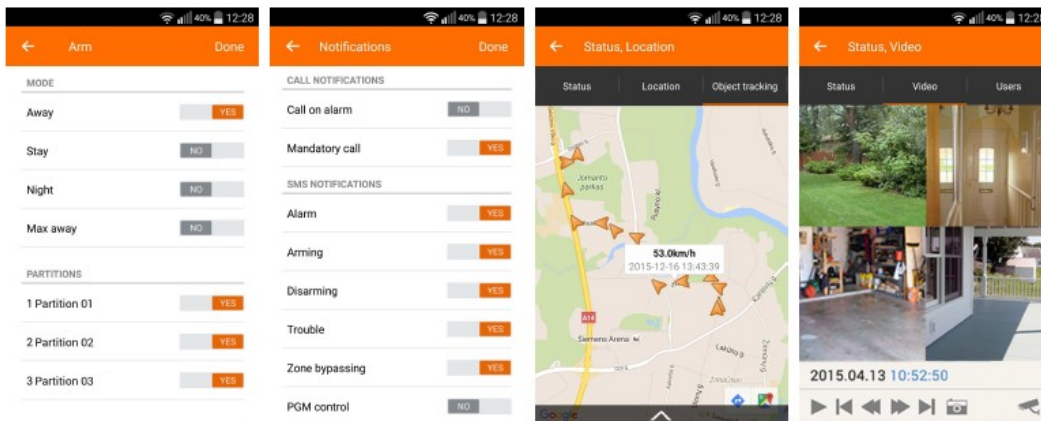 40% 12:28
Arm
Done
MODE
Away YES
Stay NO
Night NO
Max away NO
PARTITIONS
1 Partition 01 YES
2 Partition 02 YES
3 Partition 03 YES
40% 12:28
Notifications
Done
CALL NOTIFICATIONS
Call on alarm NO
Mandatory call YES
SMS NOTIFICATIONS
Alarm YES
Arming YES
Disarming YES
Trouble YES
Zone bypassing YES
PGM control NO
40% 12:28
Status, Location
Status Location Object tracking
Jomanto
parkas
53.0km/h
2015-12-16 13:43:39
A14
Siemens Arena
Google
40% 12:28
Status, Video
Status Video Users
2015.04.13 10:52:50